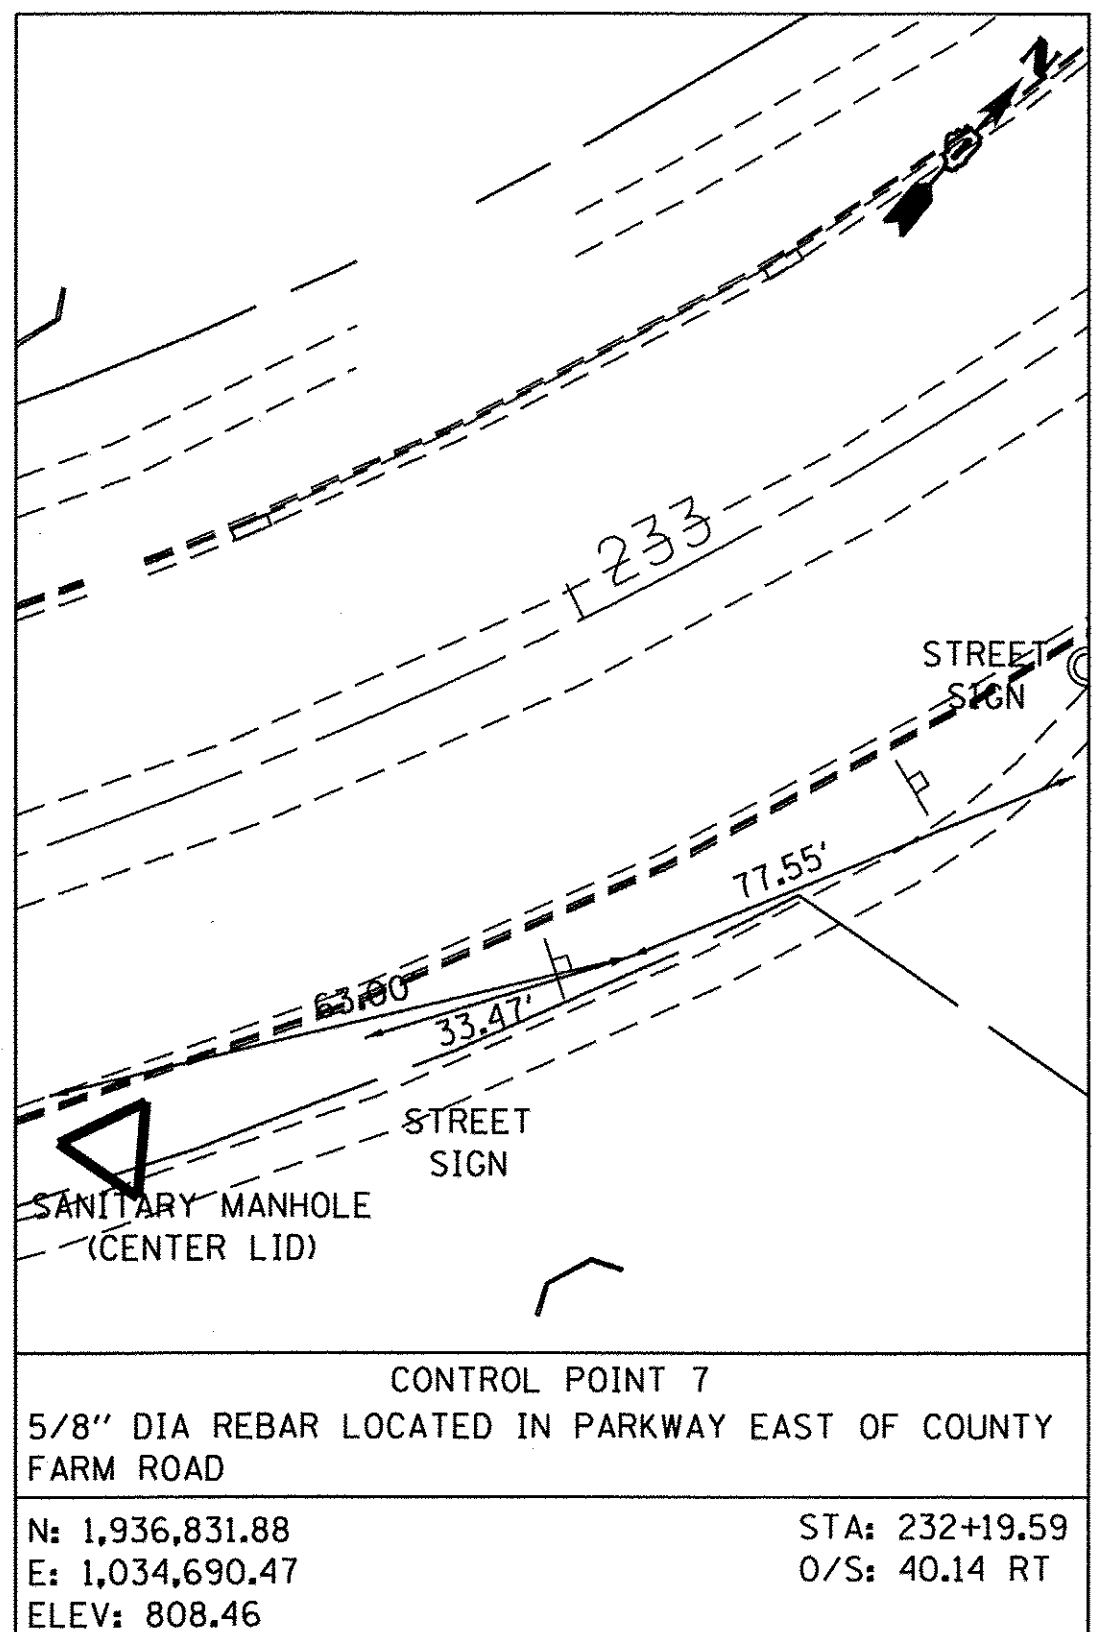 N
233
STREET
SIGN
77.55'
63.00'
33.47'
STREET
SIGN
SANITARY MANHOLE
(CENTER LID)
CONTROL POINT 7
5/8" DIA REBAR LOCATED IN PARKWAY EAST OF COUNTY
FARM ROAD
N: 1,936,831.88
E: 1,034,690.47
ELEV: 808.46
STA: 232+19.59
O/S: 40.14 RT